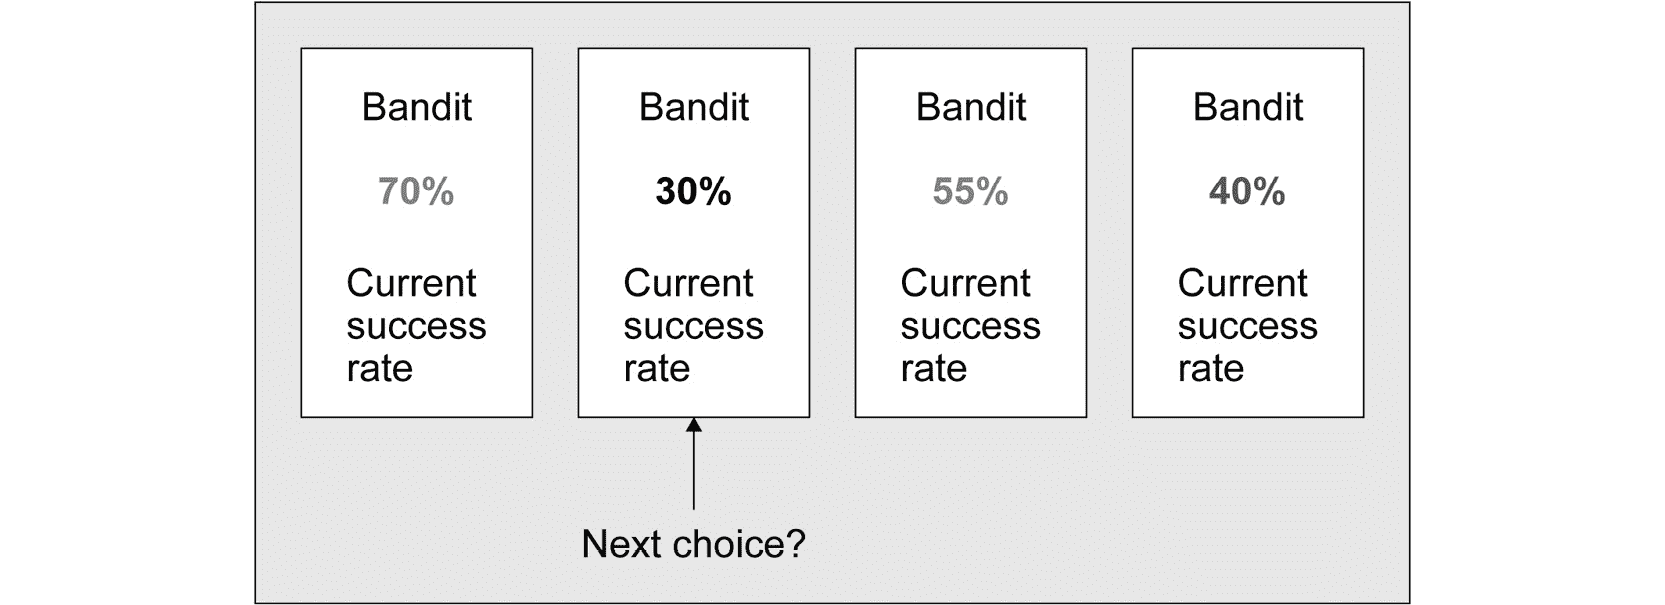 Bandit
70%
Current
success
rate
Bandit
30%
Current
success
rate
Bandit
55%
Current
success
rate
Bandit
40%
Current
success
rate
Next choice?